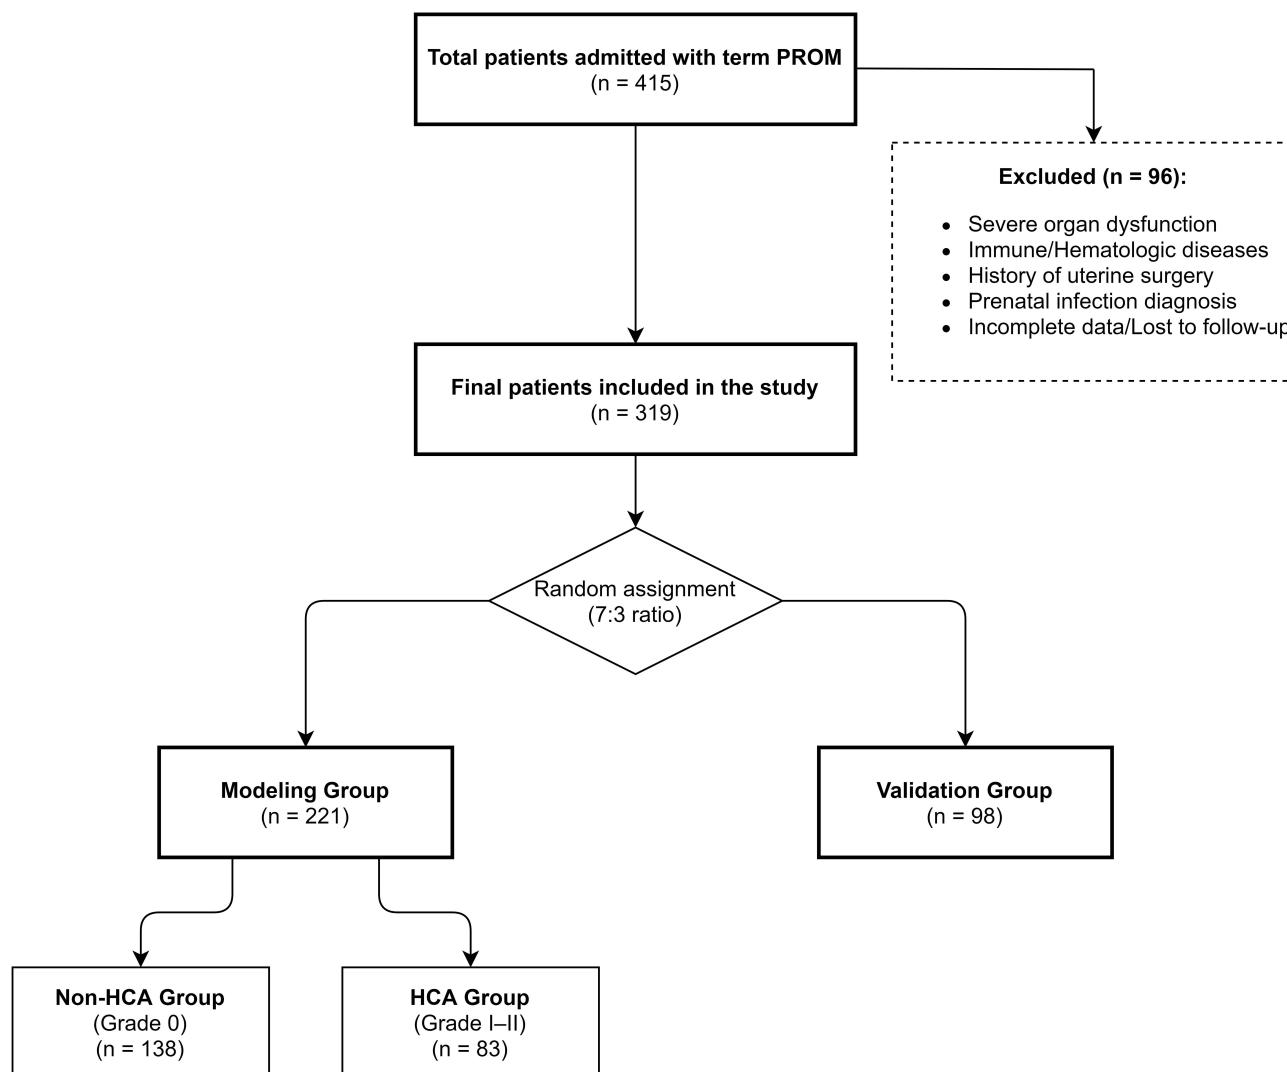 Total patients admitted with term PROM
(n = 415)
Excluded (n = 96):
• Severe organ dysfunction
• Immune/Hematologic diseases
• History of uterine surgery
• Prenatal infection diagnosis
• Incomplete data/Lost to follow-up
Final patients included in the study
(n = 319)
Random assignment
(7:3 ratio)
Modeling Group
(n = 221)
Validation Group
(n = 98)
Non-HCA Group
(Grade 0)
(n = 138)
HCA Group
(Grade I–II)
(n = 83)